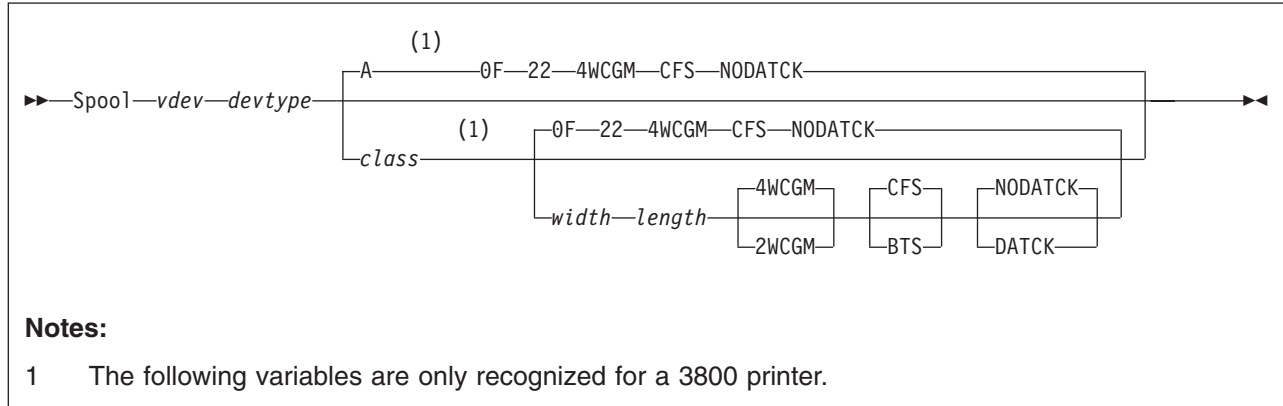 (1)
A 0F 22 4WCGM CFS NODATCK
Spool vdev devtype
(1) 0F 22 4WCGM CFS NODATCK
class
4WCGM CFS NODATCK
width length
2WCGM BTS DATCK
Notes:
1 The following variables are only recognized for a 3800 printer.